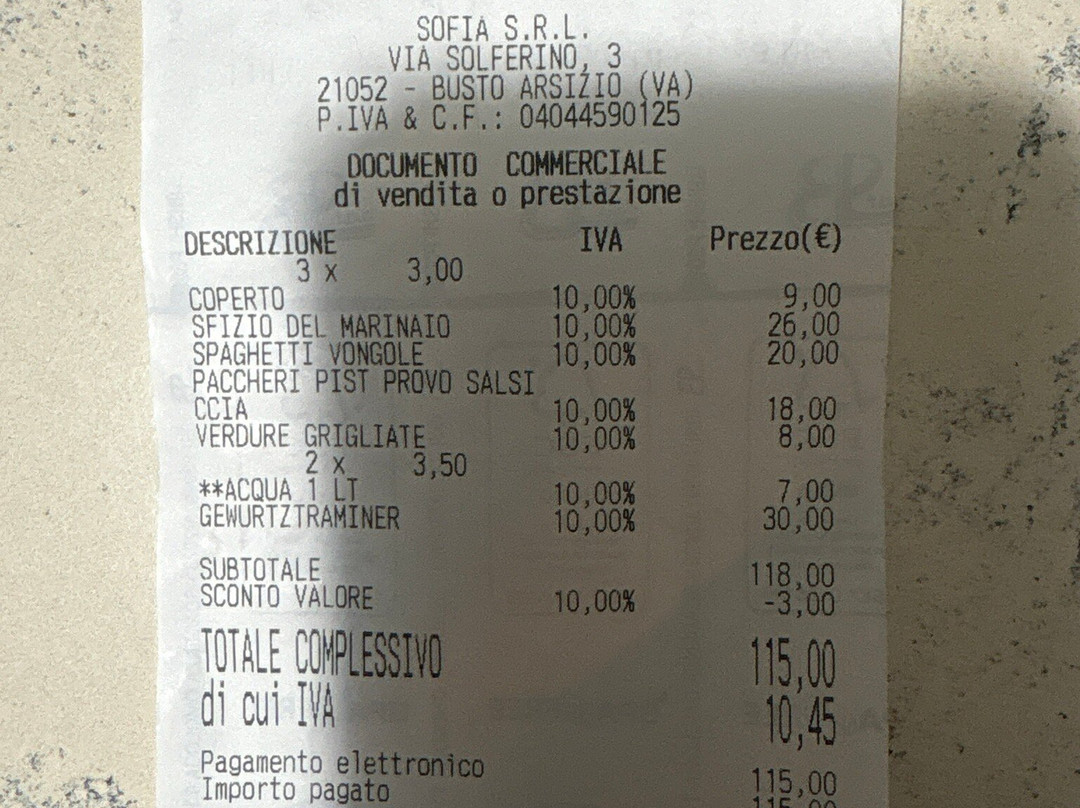 SOFIA S.R.L.
VIA SOLFERINO, 3
21052 - BUSTO ARSIZIO (VA)
P.IVA & C.F.: 04044590125
DOCUMENTO COMMERCIALE
di vendita o prestazione
DESCRIZIONE IVA Prezzo(€)
3 x 3,00
COPERTO 10,00% 9,00
SFIZIO DEL MARINAIO 10,00% 26,00
SPAGHETTI VONGOLE 10,00% 20,00
PACCHERI PIST PROVO SALSI
CCIA 10,00% 18,00
VERDURE GRIGLIATE 10,00% 8,00
2 x 3,50
**ACQUA 1 LT 10,00% 7,00
GEWURTZTRAMINER 10,00% 30,00
SUBTOTALE 118,00
SCONTO VALORE 10,00% -3,00
TOTALE COMPLESSIVO 115,00
di cui IVA 10,45
Pagamento elettronico 115,00
Importo pagato 115,00